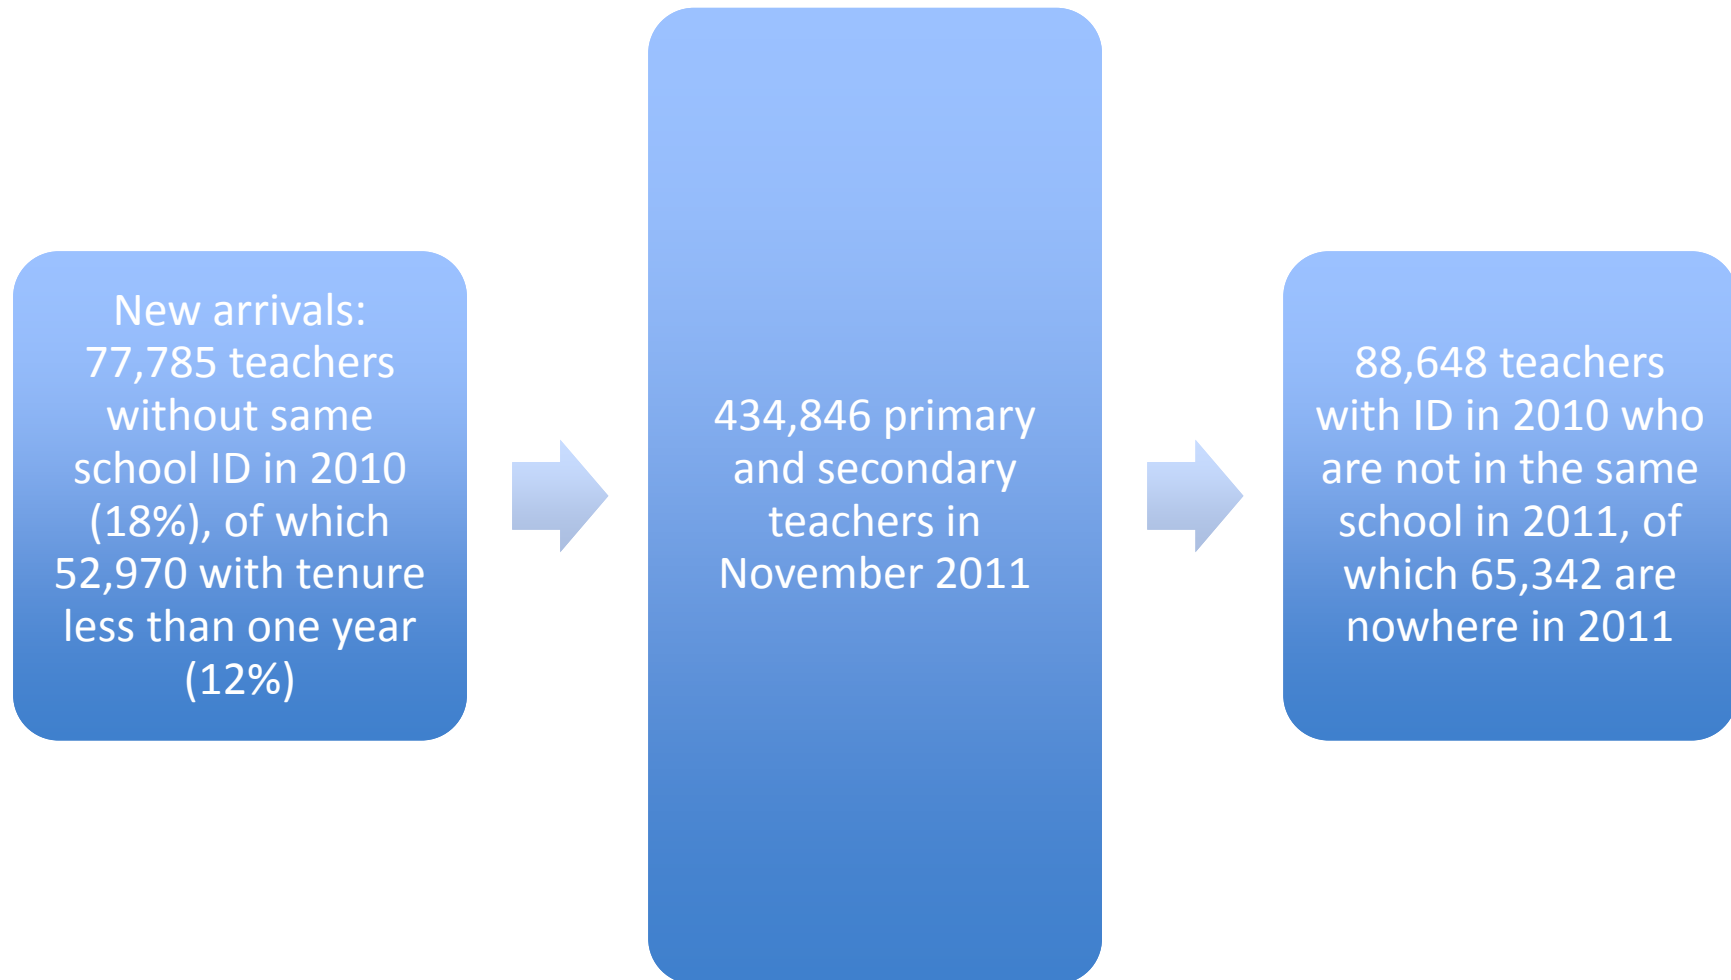 New arrivals:
77,785 teachers
without same
school ID in 2010
(18%), of which
52,970 with tenure
less than one year
(12%)
434,846 primary
and secondary
teachers in
November 2011
88,648 teachers
with ID in 2010 who
are not in the same
school in 2011, of
which 65,342 are
nowhere in 2011